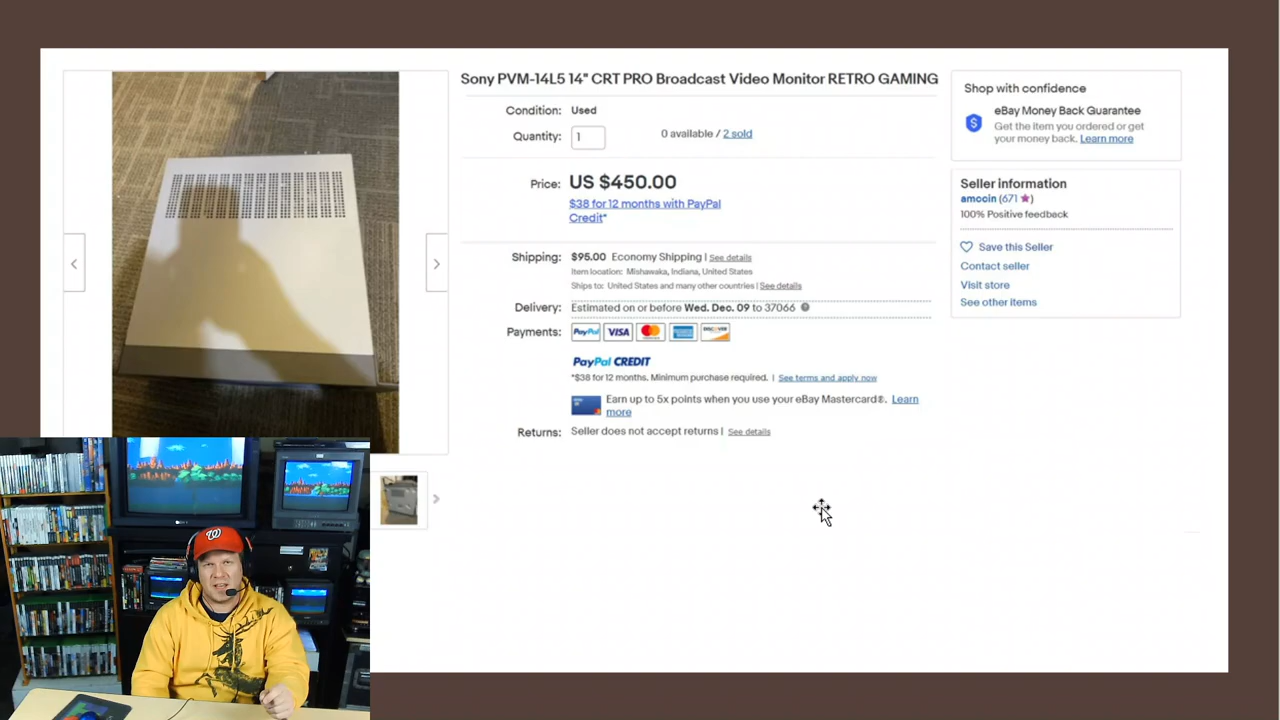 Sony PVM-14L5 14" CRT PRO Broadcast Video Monitor RETRO GAMING
Condition: Used
Quantity: 1 0 available / 2 sold
Price: US $450.00
$38 for 12 months with PayPal
Credit*
Shipping: $95.00 Economy Shipping | See details
Item location: Mishawaka, Indiana, United States
Ships to: United States and many other countries | See details
Delivery: Estimated on or before Wed. Dec. 09 to 37066
Payments: PayPal VISA MasterCard AMERICAN EXPRESS DISCOVER
PayPal CREDIT
*$38 for 12 months. Minimum purchase required. | See terms and apply now
Earn up to 5x points when you use your eBay Mastercard®. Learn
more
Returns: Seller does not accept returns | See details
Shop with confidence
eBay Money Back Guarantee
Get the item you ordered or get
your money back. Learn more
Seller information
amccin (671 ★)
100% Positive feedback
Save this Seller
Contact seller
Visit store
See other items
W